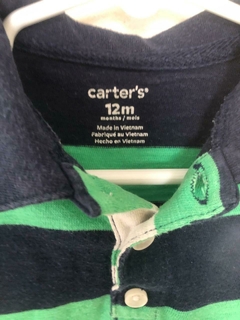 carter's®
12m
months / mois
Made in Vietnam
Fabriqué au Vietnam
Hecho en Vietnam